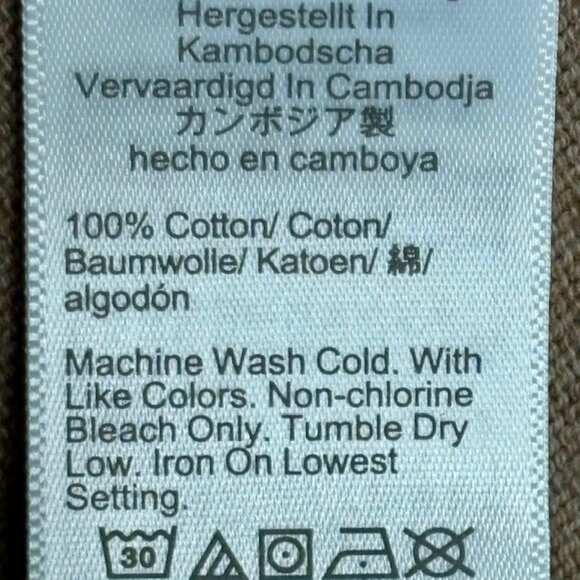 Hergestellt In
Kambodscha
Vervaardigd In Cambodja
カンボジア製
hecho en camboya
100% Cotton/ Coton/
Baumwolle/ Katoen/ 綿/
algodón
Machine Wash Cold. With
Like Colors. Non-chlorine
Bleach Only. Tumble Dry
Low. Iron On Lowest
Setting.
30